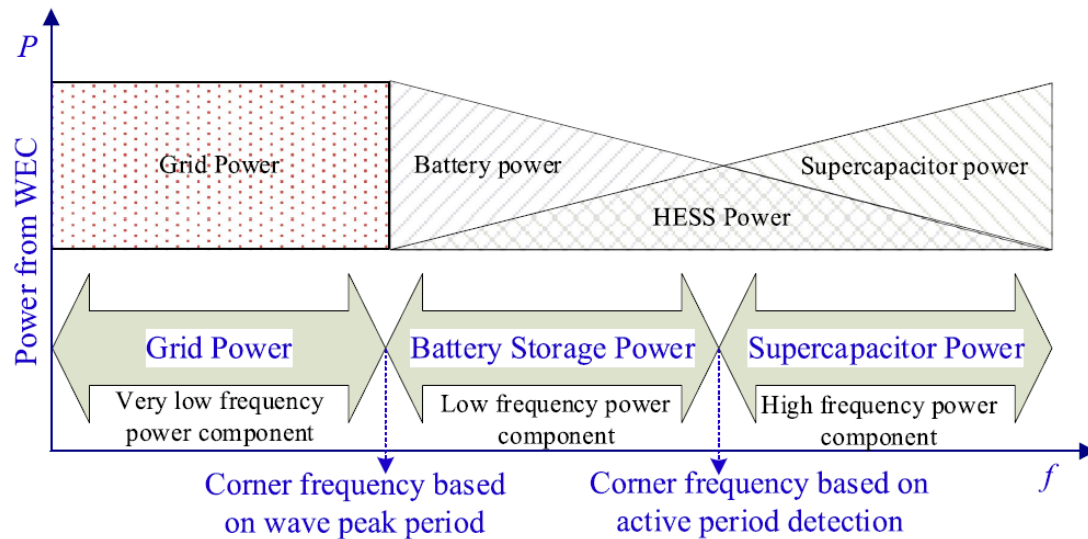 P
Power from WEC
Grid Power
Battery power
Supercapacitor power
HESS Power
Grid Power
Battery Storage Power
Supercapacitor Power
Very low frequency
power component
Low frequency power
component
High frequency power
component
f
Corner frequency based
on wave peak period
Corner frequency based on
active period detection